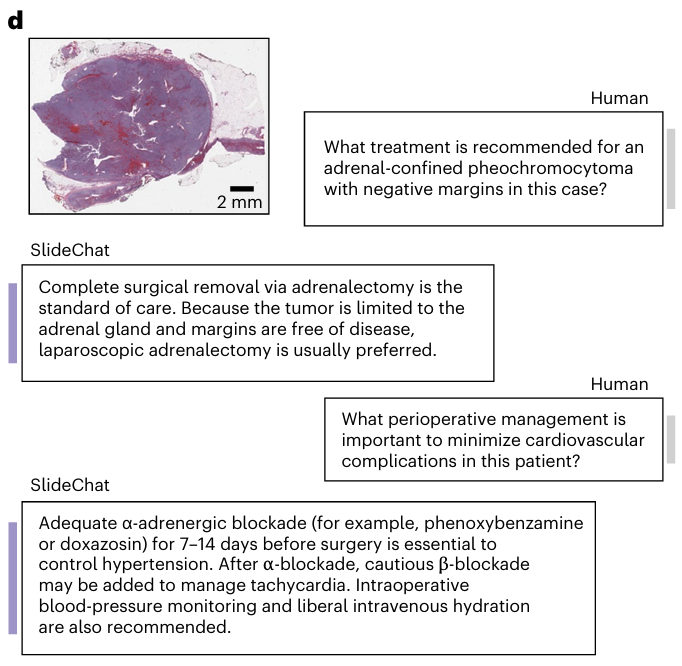 d
2 mm
Human
What treatment is recommended for an
adrenal-confined pheochromocytoma
with negative margins in this case?
SlideChat
Complete surgical removal via adrenalectomy is the
standard of care. Because the tumor is limited to the
adrenal gland and margins are free of disease,
laparoscopic adrenalectomy is usually preferred.
Human
What perioperative management is
important to minimize cardiovascular
complications in this patient?
SlideChat
Adequate α-adrenergic blockade (for example, phenoxybenzamine
or doxazosin) for 7–14 days before surgery is essential to
control hypertension. After α-blockade, cautious β-blockade
may be added to manage tachycardia. Intraoperative
blood-pressure monitoring and liberal intravenous hydration
are also recommended.